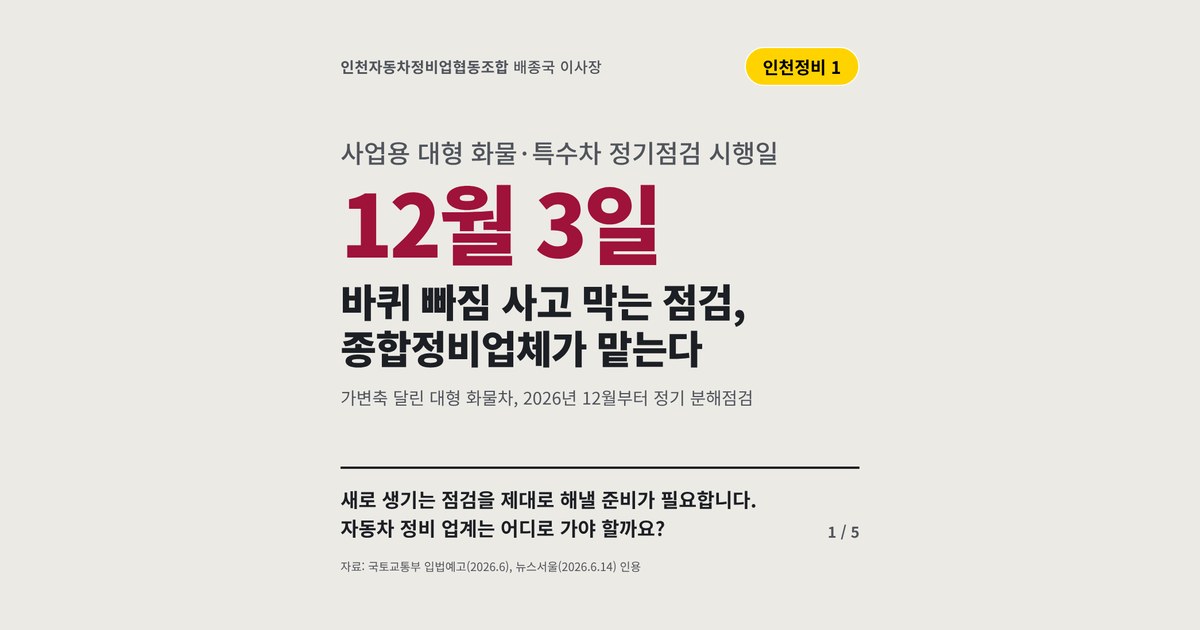 인천자동차정비업협동조합 배종국 이사장
인천정비 1
사업용 대형 화물·특수차 정기점검 시행일
12월 3일
바퀴 빠짐 사고 막는 점검,
종합정비업체가 맡는다
가변축 달린 대형 화물차, 2026년 12월부터 정기 분해점검
새로 생기는 점검을 제대로 해낼 준비가 필요합니다.
자동차 정비 업계는 어디로 가야 할까요?
1 / 5
자료: 국토교통부 입법예고(2026.6), 뉴스서울(2026.6.14) 인용